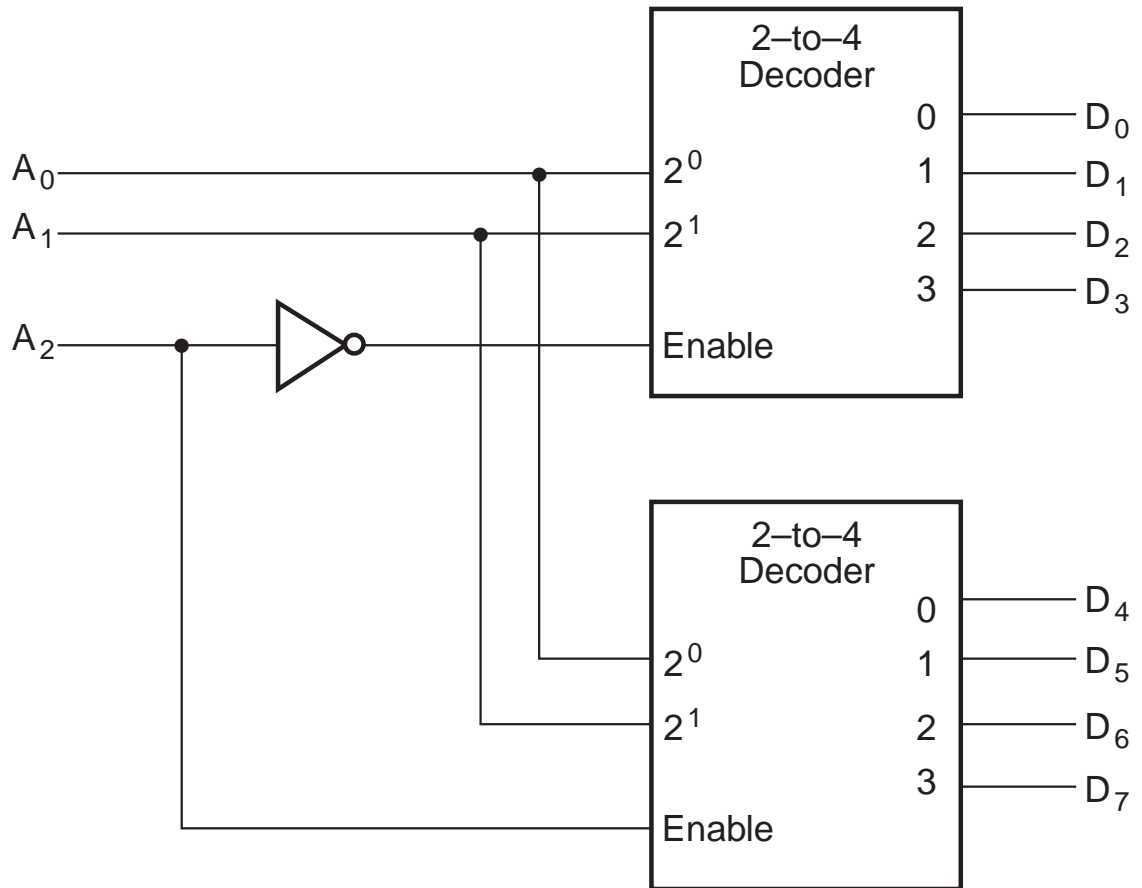 2–to–4
Decoder
0
D0
A0
2^0
1
D1
A1
2^1
2
D2
3
D3
A2
Enable
2–to–4
Decoder
0
D4
2^0
1
D5
2^1
2
D6
3
D7
Enable